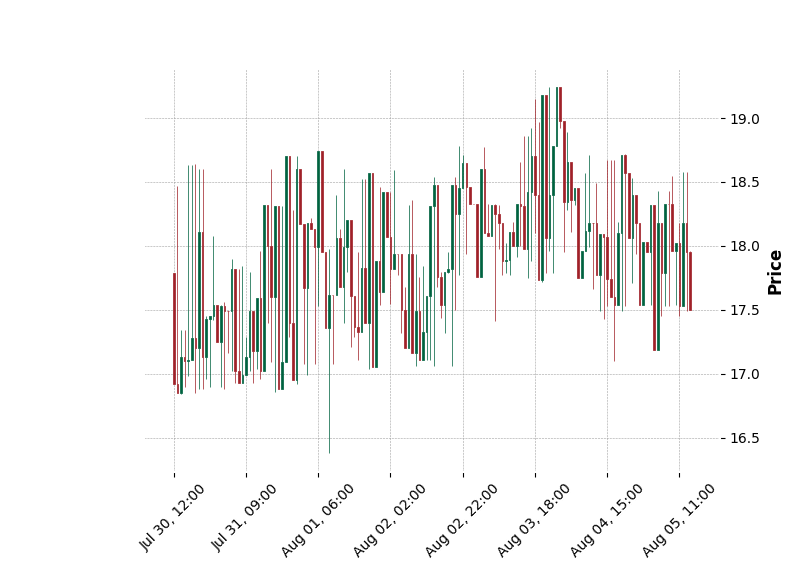 19.0
18.5
18.0
17.5
17.0
16.5
Price
Jul 30, 12:00
Jul 31, 09:00
Aug 01, 06:00
Aug 02, 02:00
Aug 02, 22:00
Aug 03, 18:00
Aug 04, 15:00
Aug 05, 11:00